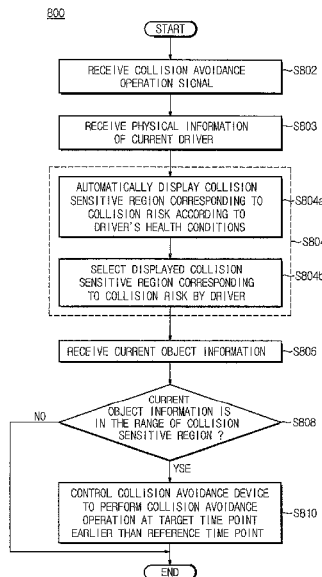 800
START
RECEIVE COLLISION AVOIDANCE
OPERATION SIGNAL
S802
RECEIVE PHYSICAL INFORMATION
OF CURRENT DRIVER
S803
AUTOMATICALLY DISPLAY COLLISION
SENSITIVE REGION CORRESPONDING TO
COLLISION RISK ACCORDING TO
DRIVER'S HEALTH CONDITIONS
S804a
S804
SELECT DISPLAYED COLLISION
SENSITIVE REGION CORRESPONDING
TO COLLISION RISK BY DRIVER
S804b
RECEIVE CURRENT OBJECT INFORMATION
S806
CURRENT
OBJECT INFORMATION IS
IN THE RANGE OF COLLISION
SENSITIVE REGION ?
S808
NO
YSE
CONTROL COLLISION AVOIDANCE DEVICE
TO PERFORM COLLISION AVOIDANCE
OPERATION AT TARGET TIME POINT
EARLIER THAN REFERENCE TIME POINT
S810
END